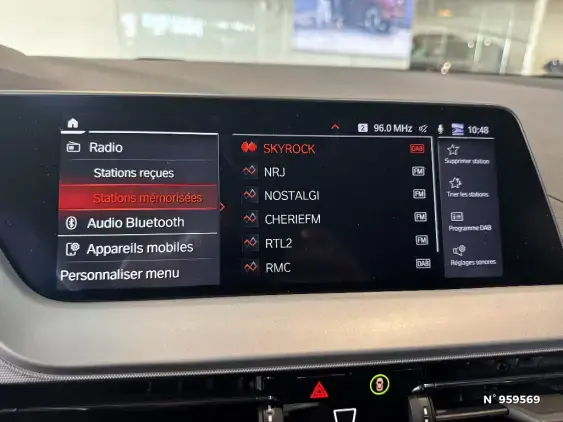 2 96.0 MHz 10:48
Radio
Stations reçues
Stations mémorisées
Audio Bluetooth
Appareils mobiles
Personnaliser menu
SKYROCK DAB
NRJ FM
NOSTALGI FM
CHERIEFM FM
RTL2 FM
RMC DAB
Supprimer station
Trier les stations
Programme DAB
Réglages sonores
N°959569